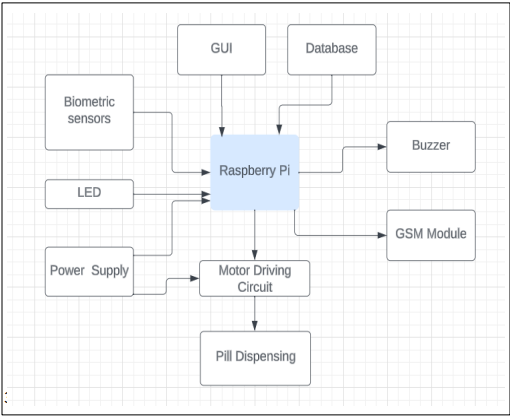 GUI
Database
Biometric
sensors
Buzzer
Raspberry Pi
LED
GSM Module
Power Supply
Motor Driving
Circuit
Pill Dispensing
: